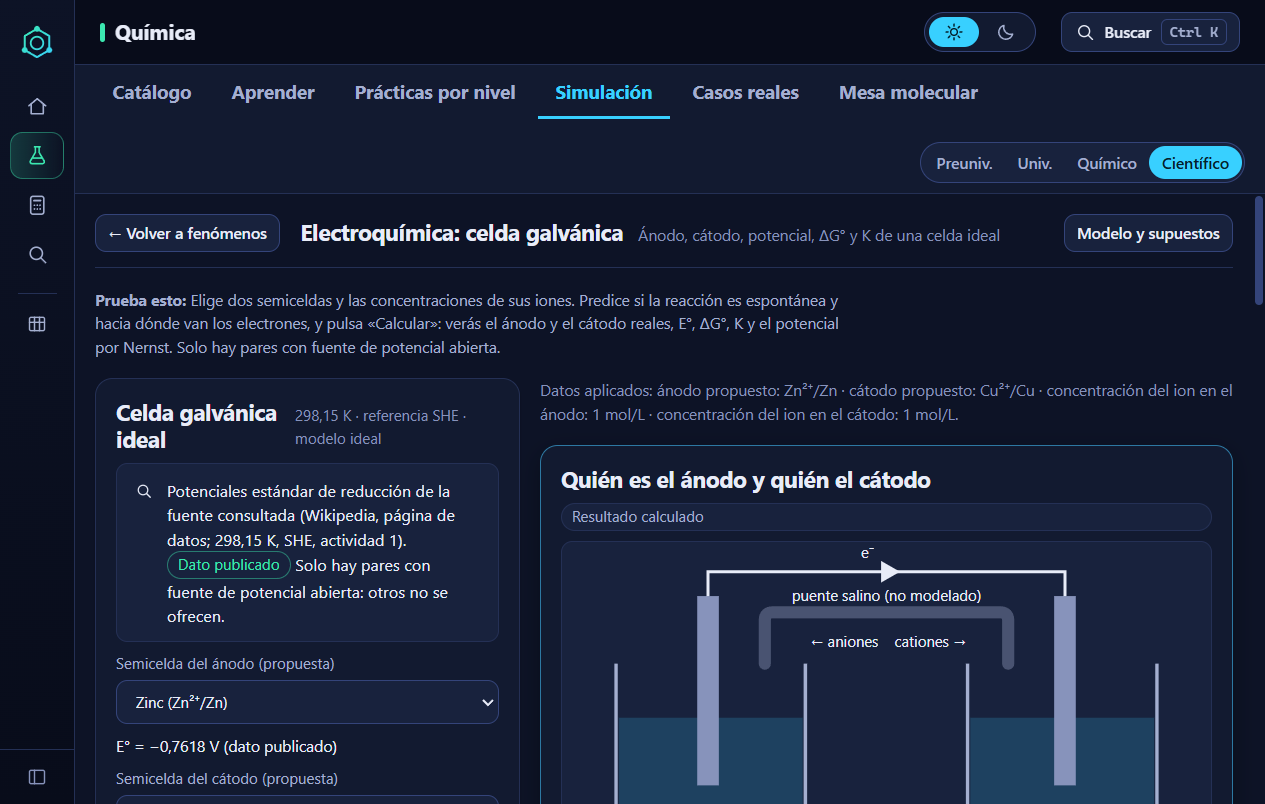 Química
Buscar Ctrl K
Catálogo Aprender Prácticas por nivel Simulación Casos reales Mesa molecular
Preuniv. Univ. Químico Científico
← Volver a fenómenos
Electroquímica: celda galvánica
Ánodo, cátodo, potencial, ΔG° y K de una celda ideal
Modelo y supuestos
Prueba esto: Elige dos semiceldas y las concentraciones de sus iones. Predice si la reacción es espontánea y
hacia dónde van los electrones, y pulsa «Calcular»: verás el ánodo y el cátodo reales, E°, ΔG°, K y el potencial
por Nernst. Solo hay pares con fuente de potencial abierta.
Celda galvánica
ideal
298,15 K · referencia SHE ·
modelo ideal
Potenciales estándar de reducción de la
fuente consultada (Wikipedia, página de
datos; 298,15 K, SHE, actividad 1).
Dato publicado Solo hay pares con
fuente de potencial abierta: otros no se
ofrecen.
Semicelda del ánodo (propuesta)
Zinc (Zn²⁺/Zn)
E° = −0,7618 V (dato publicado)
Semicelda del cátodo (propuesta)
Datos aplicados: ánodo propuesto: Zn²⁺/Zn · cátodo propuesto: Cu²⁺/Cu · concentración del ion en el
ánodo: 1 mol/L · concentración del ion en el cátodo: 1 mol/L.
Quién es el ánodo y quién el cátodo
Resultado calculado
e⁻
puente salino (no modelado)
← aniones cationes →